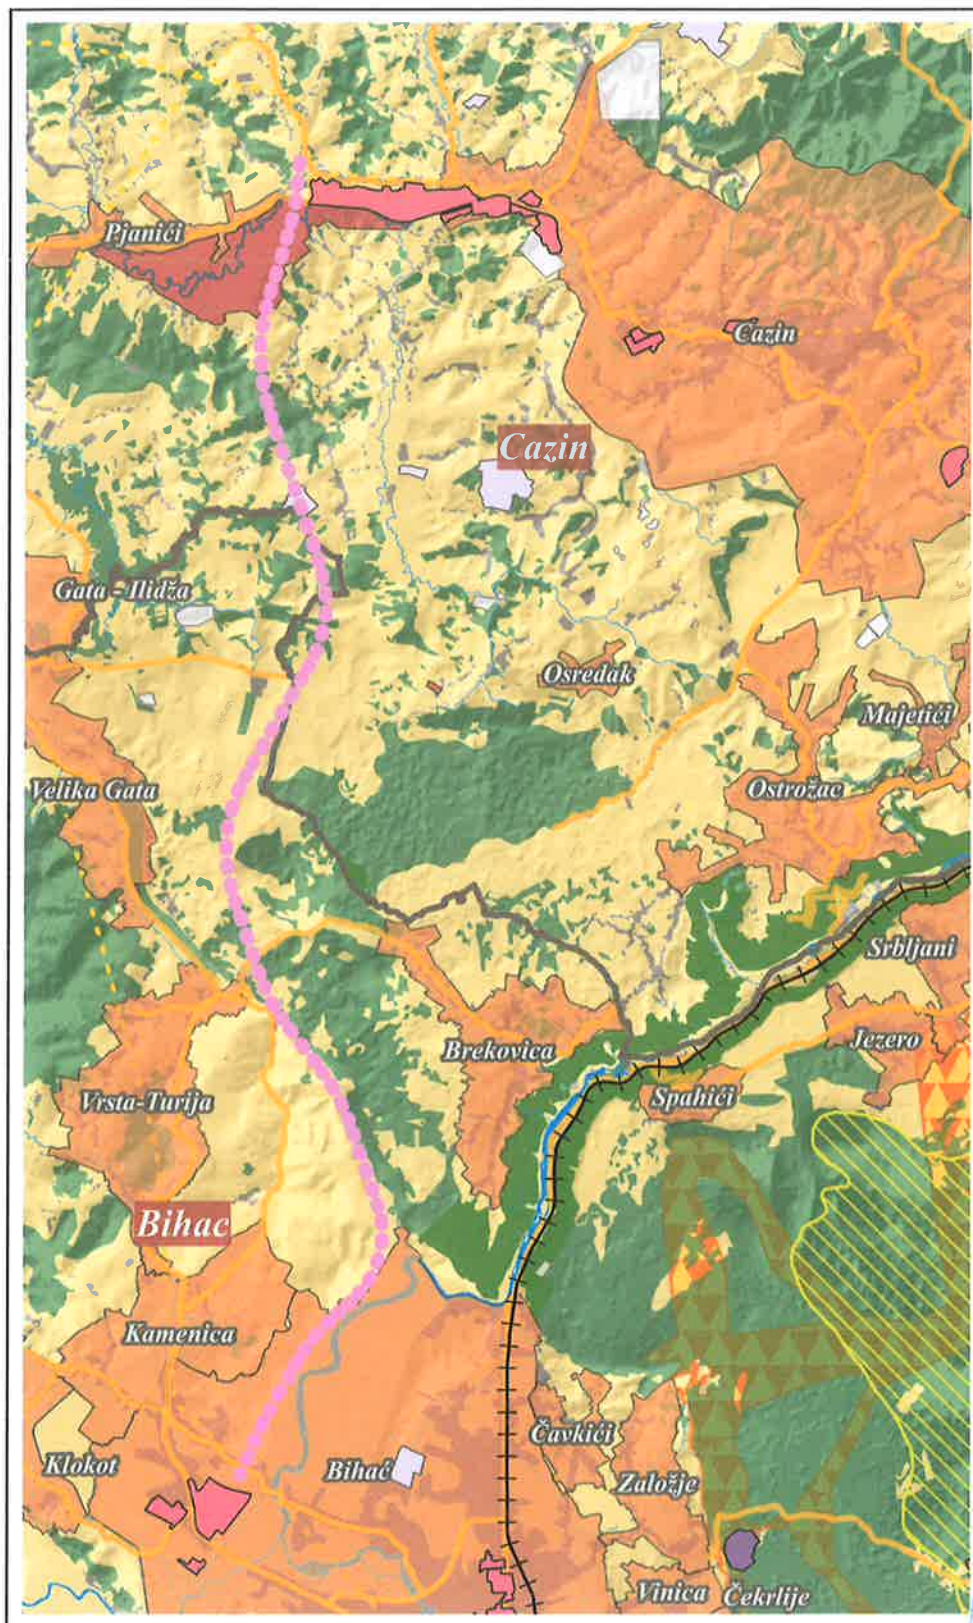 Pjanići
Cazin
Cazin
Gata - Ilidža
Osredak
Majetići
Velika Gata
Ostrožac
Srbljani
Brekovica
Jezero
Vrsta-Turija
Spahići
Bihac
Kamenica
Čavkići
Klokot
Bihać
Založje
Vinica
Čekrlije